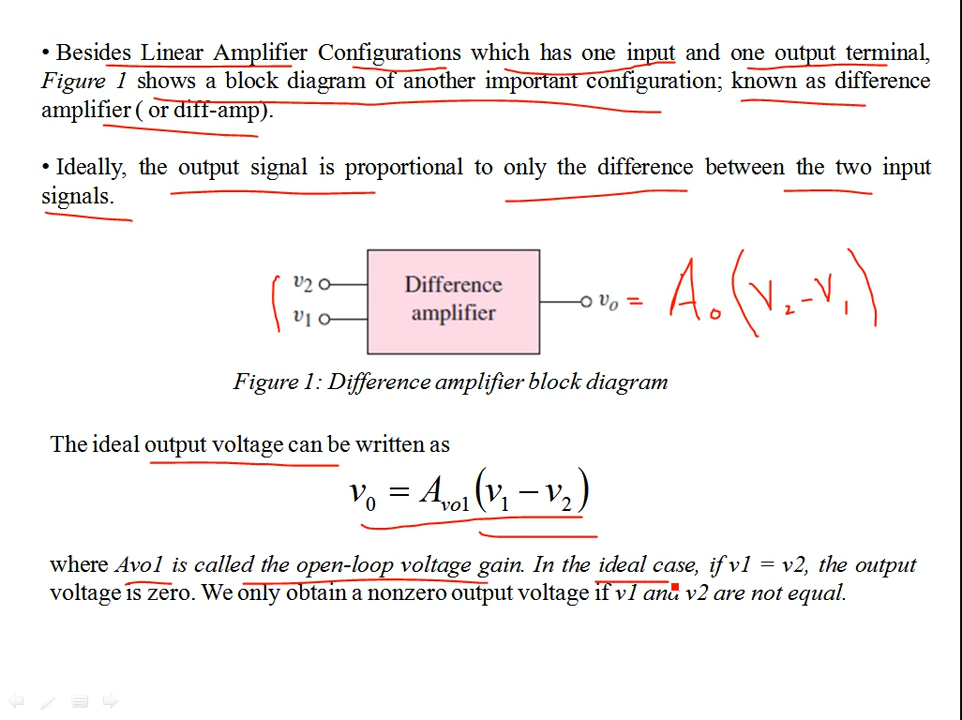 • Besides Linear Amplifier Configurations which has one input and one output terminal,
Figure 1 shows a block diagram of another important configuration; known as difference
amplifier ( or diff-amp).
• Ideally, the output signal is proportional to only the difference between the two input
signals.
v2
v1
Difference
amplifier
vo = Ao(V2-V1)
Figure 1: Difference amplifier block diagram
The ideal output voltage can be written as
v0 = Avo1(v1 − v2)
where Avo1 is called the open-loop voltage gain. In the ideal case, if v1 = v2, the output
voltage is zero. We only obtain a nonzero output voltage if v1 and v2 are not equal.